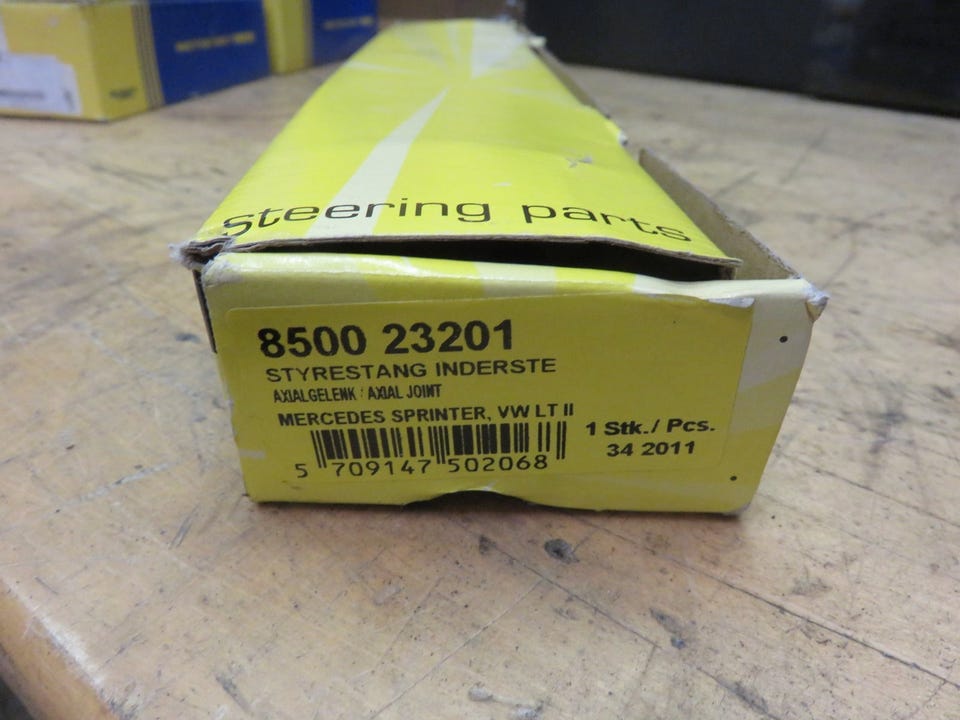 steering parts
8500 23201
STYRESTANG INDERSTE
AXIALGELENK / AXIAL JOINT
MERCEDES SPRINTER, VW LT II
1 Stk./ Pcs.
34 2011
5 709147 502068